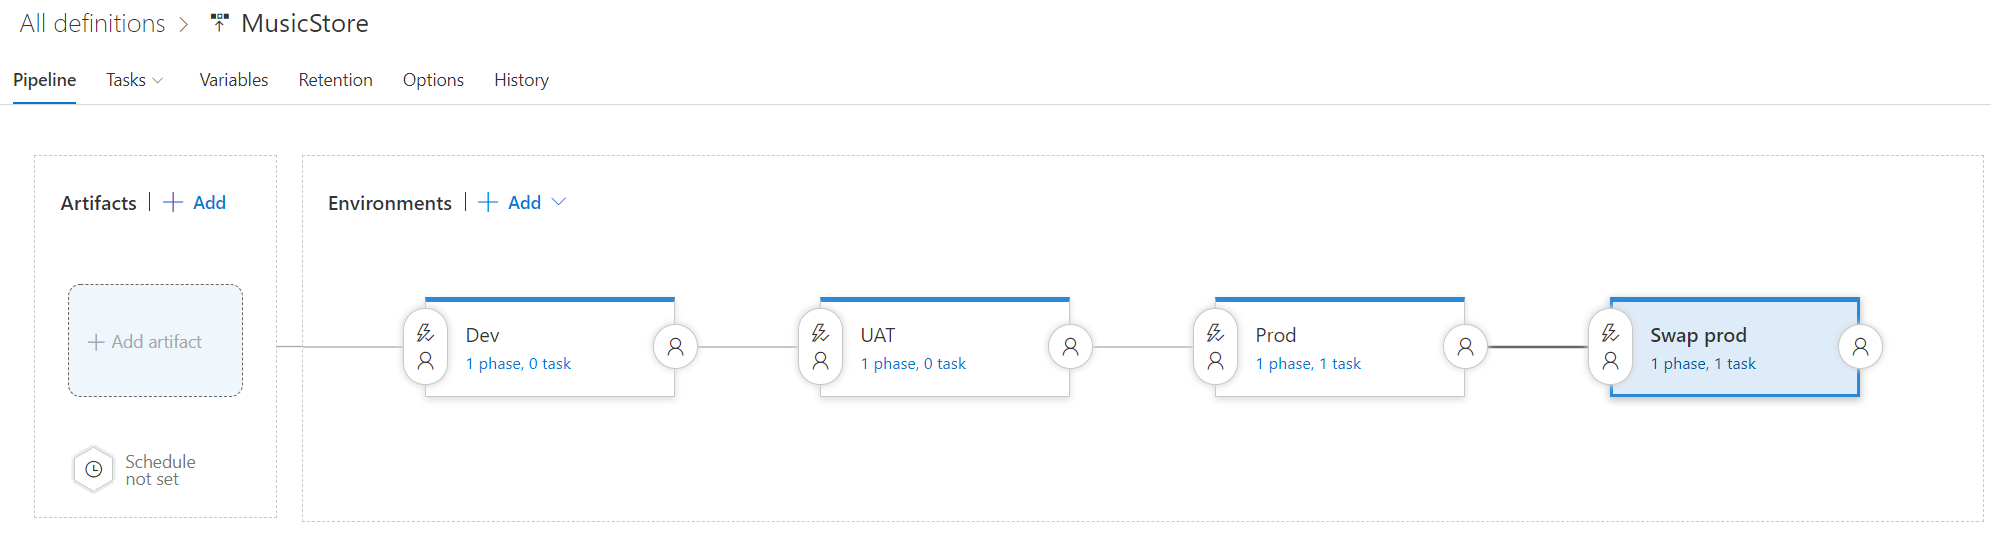 All definitions > MusicStore
Pipeline Tasks Variables Retention Options History
Artifacts | + Add
Environments | + Add
+ Add artifact
Schedule
not set
Dev
1 phase, 0 task
UAT
1 phase, 0 task
Prod
1 phase, 1 task
Swap prod
1 phase, 1 task